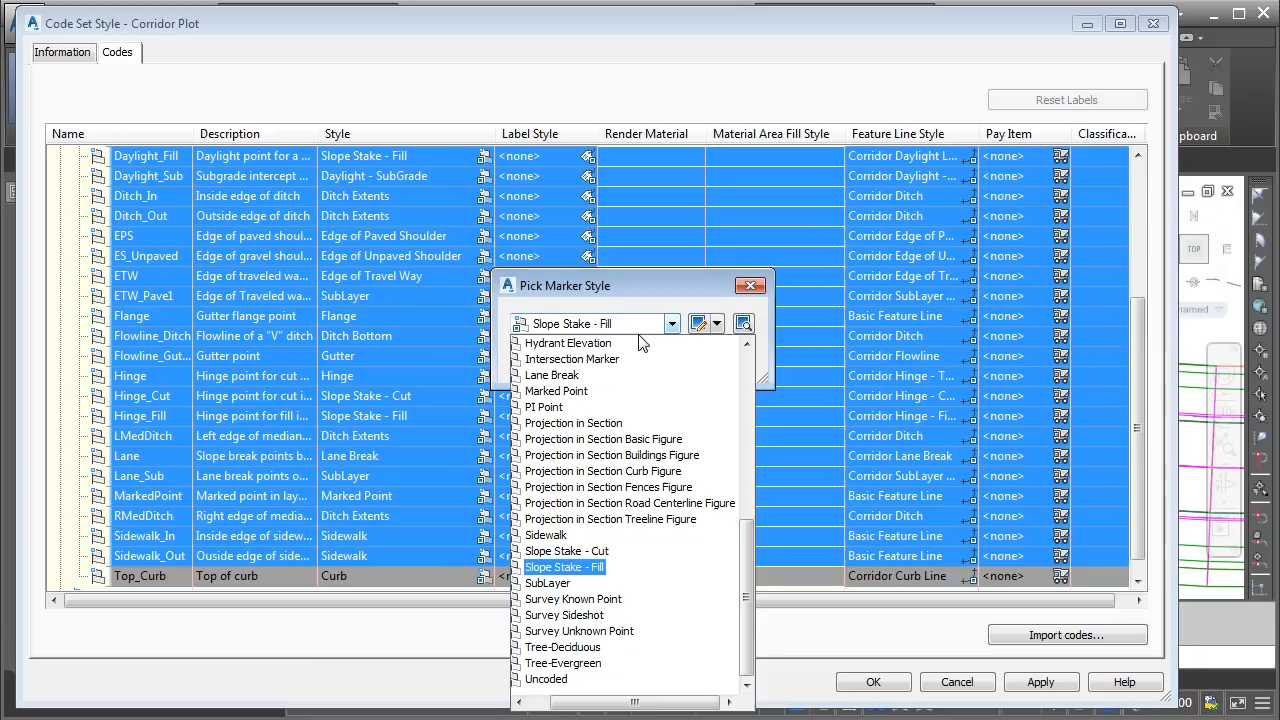 Code Set Style - Corridor Plot
Information Codes
Reset Labels
Name Description Style Label Style Render Material Material Area Fill Style Feature Line Style Pay Item Classifica...
Daylight_Fill Daylight point for a ... Slope Stake - Fill <none> Corridor Daylight L... <none>
Daylight_Sub Subgrade intercept ... Daylight - SubGrade <none> Corridor Daylight -... <none>
Ditch_In Inside edge of ditch Ditch Extents <none> Corridor Ditch <none>
Ditch_Out Outside edge of ditch Ditch Extents <none> Corridor Ditch <none>
EPS Edge of paved shoul... Edge of Paved Shoulder <none> Corridor Edge of P... <none>
ES_Unpaved Edge of gravel shoul... Edge of Unpaved Shoulder <none> Corridor Edge of U... <none>
ETW Edge of traveled wa... Edge of Travel Way Corridor Edge of Tr... <none>
ETW_Pave1 Edge of Traveled wa... SubLayer Corridor SubLayer ... <none>
Flange Gutter flange point Flange Basic Feature Line <none>
Flowline_Ditch Flowline of a "V" ditch Ditch Bottom Corridor Ditch <none>
Flowline_Gut... Gutter point Gutter Corridor Flowline <none>
Hinge Hinge point for cut ... Hinge Corridor Hinge - T... <none>
Hinge_Cut Hinge point for cut ... Slope Stake - Cut Corridor Hinge - C... <none>
Hinge_Fill Hinge point for fill i... Slope Stake - Fill Corridor Hinge - Fi... <none>
LMedDitch Left edge of median... Ditch Extents Corridor Ditch <none>
Lane Slope break points o... Lane Break Corridor Lane Break <none>
Lane_Sub Lane break points o... SubLayer Corridor SubLayer ... <none>
MarkedPoint Marked point in lay... Marked Point Basic Feature Line <none>
RMedDitch Right edge of media... Ditch Extents Corridor Ditch <none>
Sidewalk_In Inside edge of sidew... Sidewalk Basic Feature Line <none>
Sidewalk_Out Ouside edge of side... Sidewalk Basic Feature Line <none>
Top_Curb Top of curb Curb Corridor Curb Line <none>
Pick Marker Style
Slope Stake - Fill
Hydrant Elevation
Intersection Marker
Lane Break
Marked Point
PI Point
Projection in Section
Projection in Section Basic Figure
Projection in Section Buildings Figure
Projection in Section Curb Figure
Projection in Section Fences Figure
Projection in Section Road Centerline Figure
Projection in Section Treeline Figure
Sidewalk
Slope Stake - Cut
Slope Stake - Fill
SubLayer
Survey Known Point
Survey Sideshot
Survey Unknown Point
Tree-Deciduous
Tree-Evergreen
Uncoded
Import codes...
OK Cancel Apply Help
N
TOP